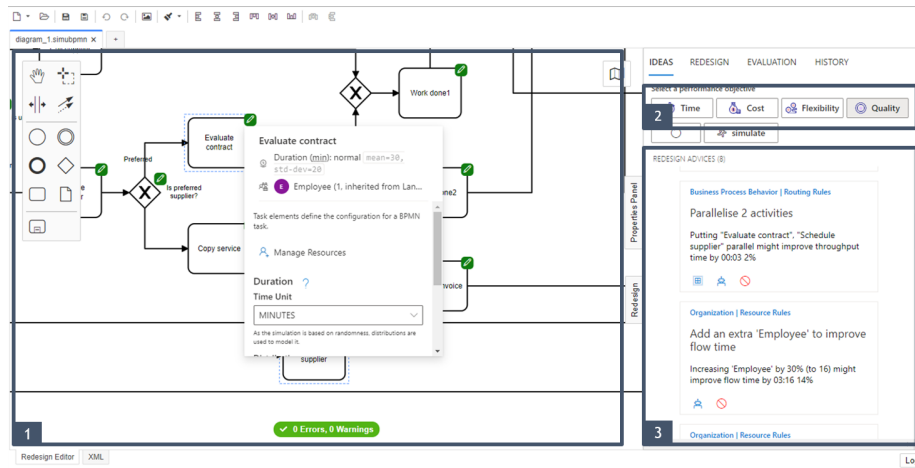 diagram_1.simubpmn ×
+
Work done1
Evaluate
contract
Preferred
Is preferred
supplier?
Copy service
Evaluate contract
Duration (min): normal mean=30,
std-dev=20
E Employee (1. inherited from Lan...
Task elements define the configuration for a BPMN
task.
Manage Resources
Duration ?
Time Unit
MINUTES
As the simulation is based on randomness, distributions are
used to model it.
supplier
0 Errors, 0 Warnings
1
Redesign Editor
XML
Properties Panel
Redesign
IDEAS
REDESIGN
EVALUATION
HISTORY
Select a performance objective
Time
Cost
Flexibility
Quality
2
simulate
REDESIGN ADVICES (8)
Business Process Behavior | Routing Rules
Parallelise 2 activities
Putting "Evaluate contract", "Schedule
supplier" parallel might improve throughput
time by 00:03 2%
Organization | Resource Rules
Add an extra 'Employee' to improve
flow time
Increasing 'Employee' by 30% (to 16) might
improve flow time by 03:16 14%
Organization | Resource Rules
3